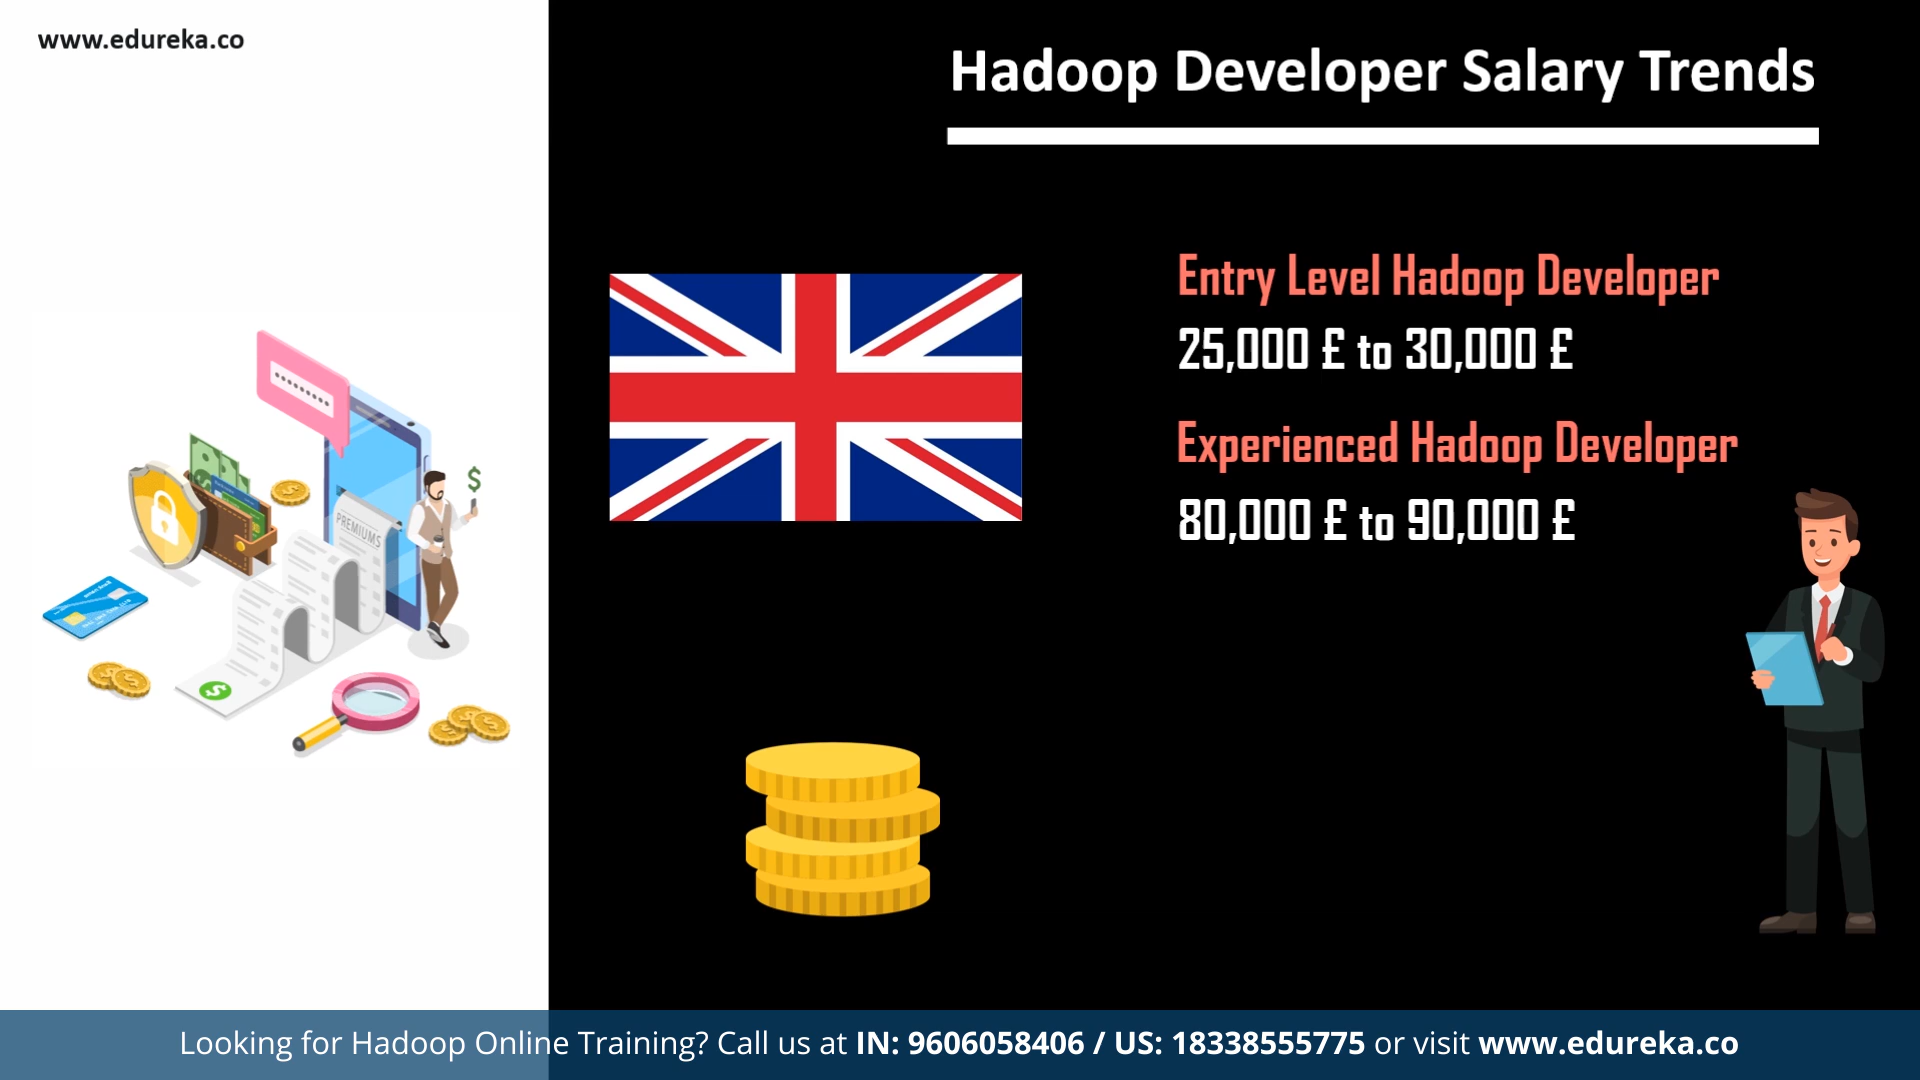 www.edureka.co
Hadoop Developer Salary Trends
Entry Level Hadoop Developer
25,000 £ to 30,000 £
Experienced Hadoop Developer
80,000 £ to 90,000 £
PREMIUMS
Looking for Hadoop Online Training? Call us at IN: 9606058406 / US: 18338555775 or visit www.edureka.co